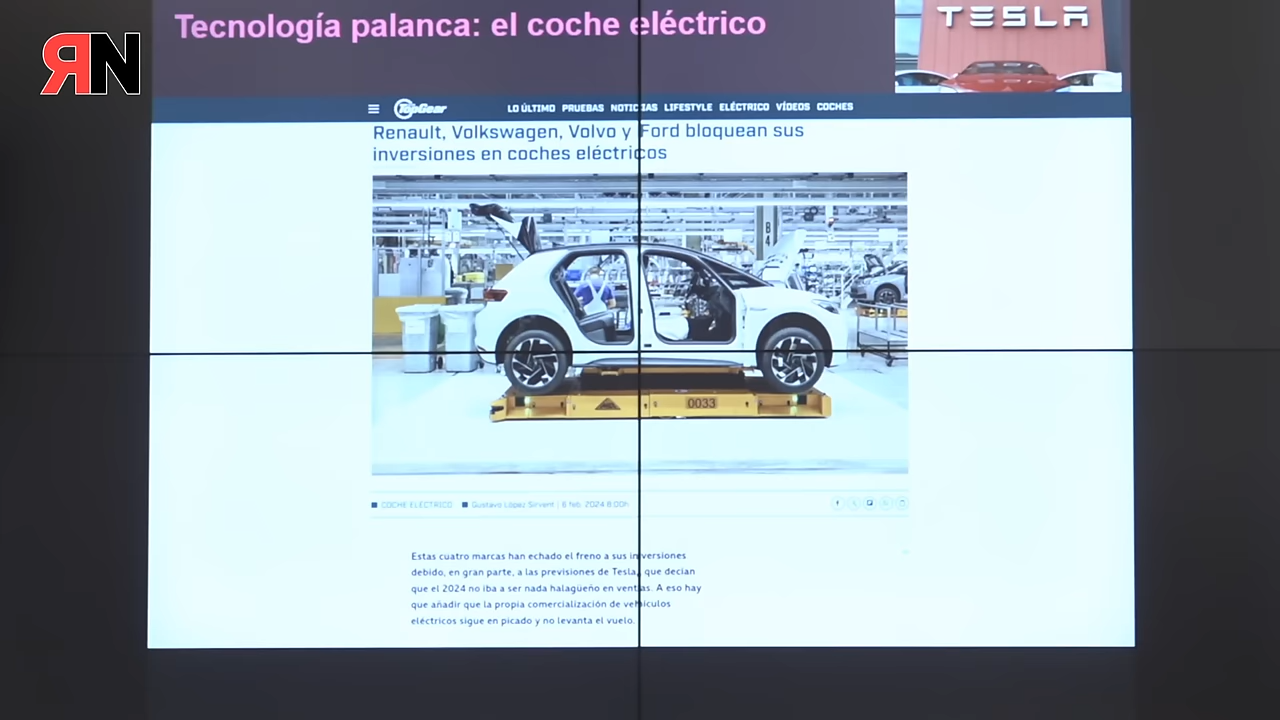 Tecnología palanca: el coche eléctrico
TESLA
RN
TopGear
LO ÚLTIMO PRUEBAS NOTICIAS LIFESTYLE ELÉCTRICO VÍDEOS COCHES
Renault, Volkswagen, Volvo y Ford bloquean sus
inversiones en coches eléctricos
B
4
0033
COCHE ELÉCTRICO Gustavo López Sirvent | 6 feb. 2024 8:00h
Estas cuatro marcas han echado el freno a sus inversiones
debido, en gran parte, a las previsiones de Tesla, que decían
que el 2024 no iba a ser nada halagüeño en ventas. A eso hay
que añadir que la propia comercialización de vehículos
eléctricos sigue en picado y no levanta el vuelo.